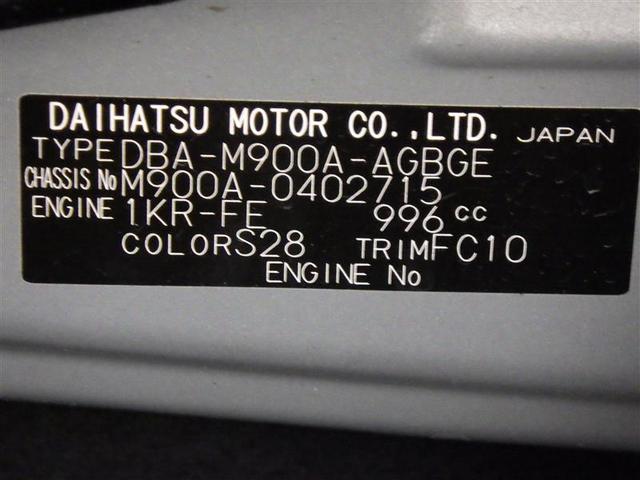 DAIHATSU MOTOR CO.,LTD. JAPAN
TYPE DBA-M900A-AGBGE
CHASSIS No M900A-0402715
ENGINE 1KR-FE 996 cc
COLOR S28 TRIM FC10
ENGINE No